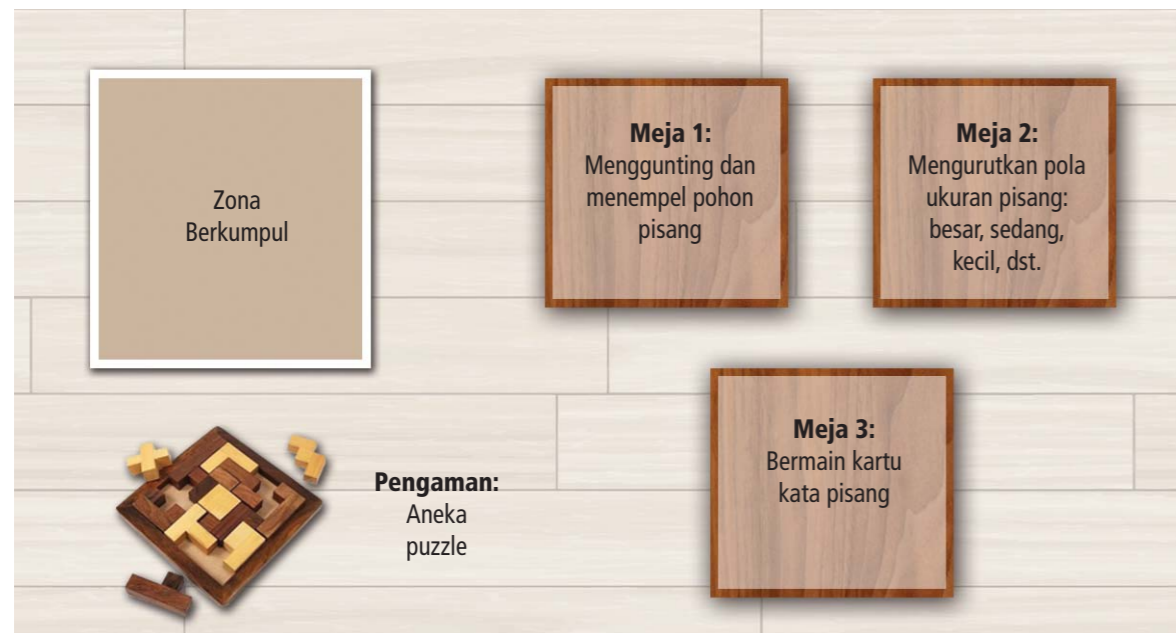 Zona
Berkumpul
Meja 1:
Menggunting dan
menempel pohon
pisang
Meja 2:
Mengurutkan pola
ukuran pisang:
besar, sedang,
kecil, dst.
Pengaman:
Aneka
puzzle
Meja 3:
Bermain kartu
kata pisang